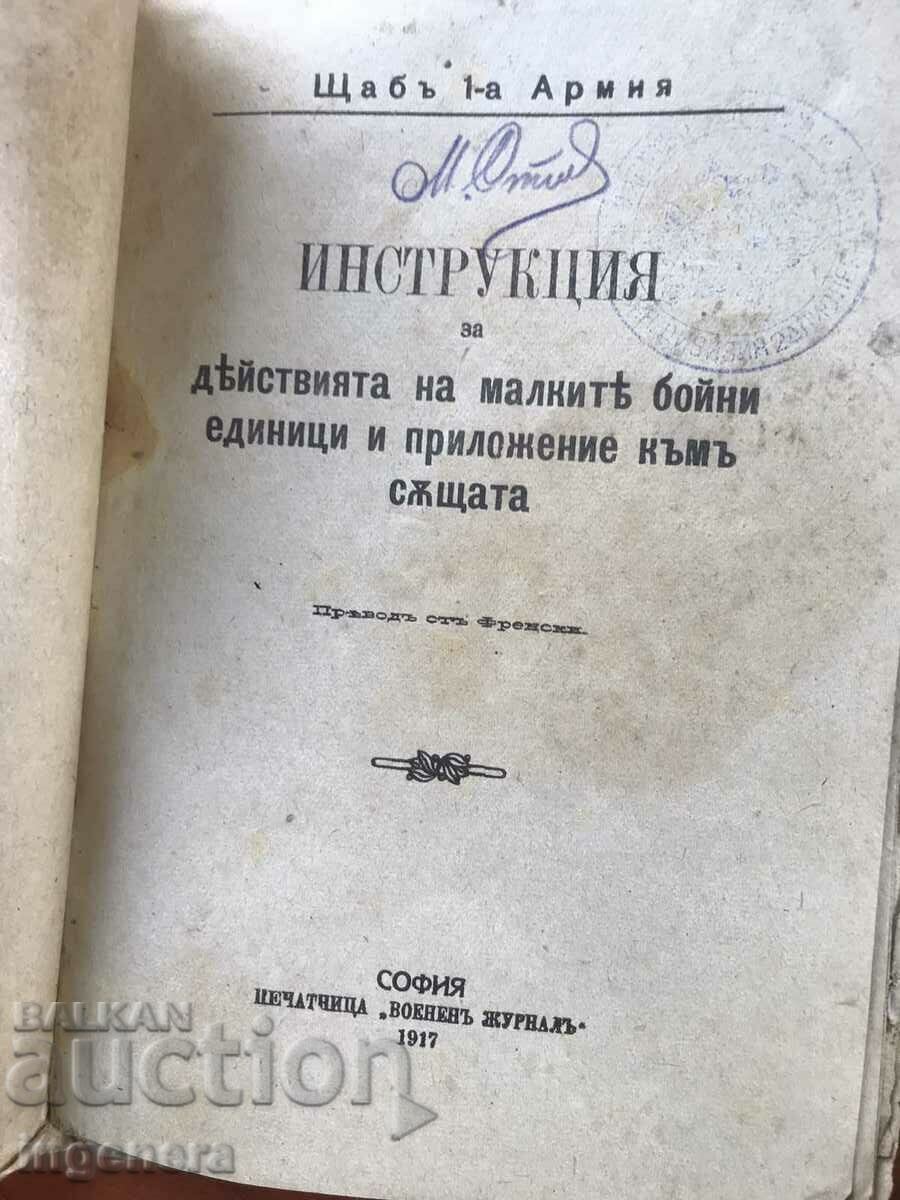 Щабъ 1-а Армия
ИНСТРУКЦИЯ
за
дѣйствията на малкитѣ бойни
единици и приложение къмъ
сѫщата
Прѣводъ отъ Френски.
СОФИЯ
ПЕЧАТНИЦА „ВОЕНЕНЪ ЖУРНАЛЪ“
1917
BALKAN
auction
ingenera